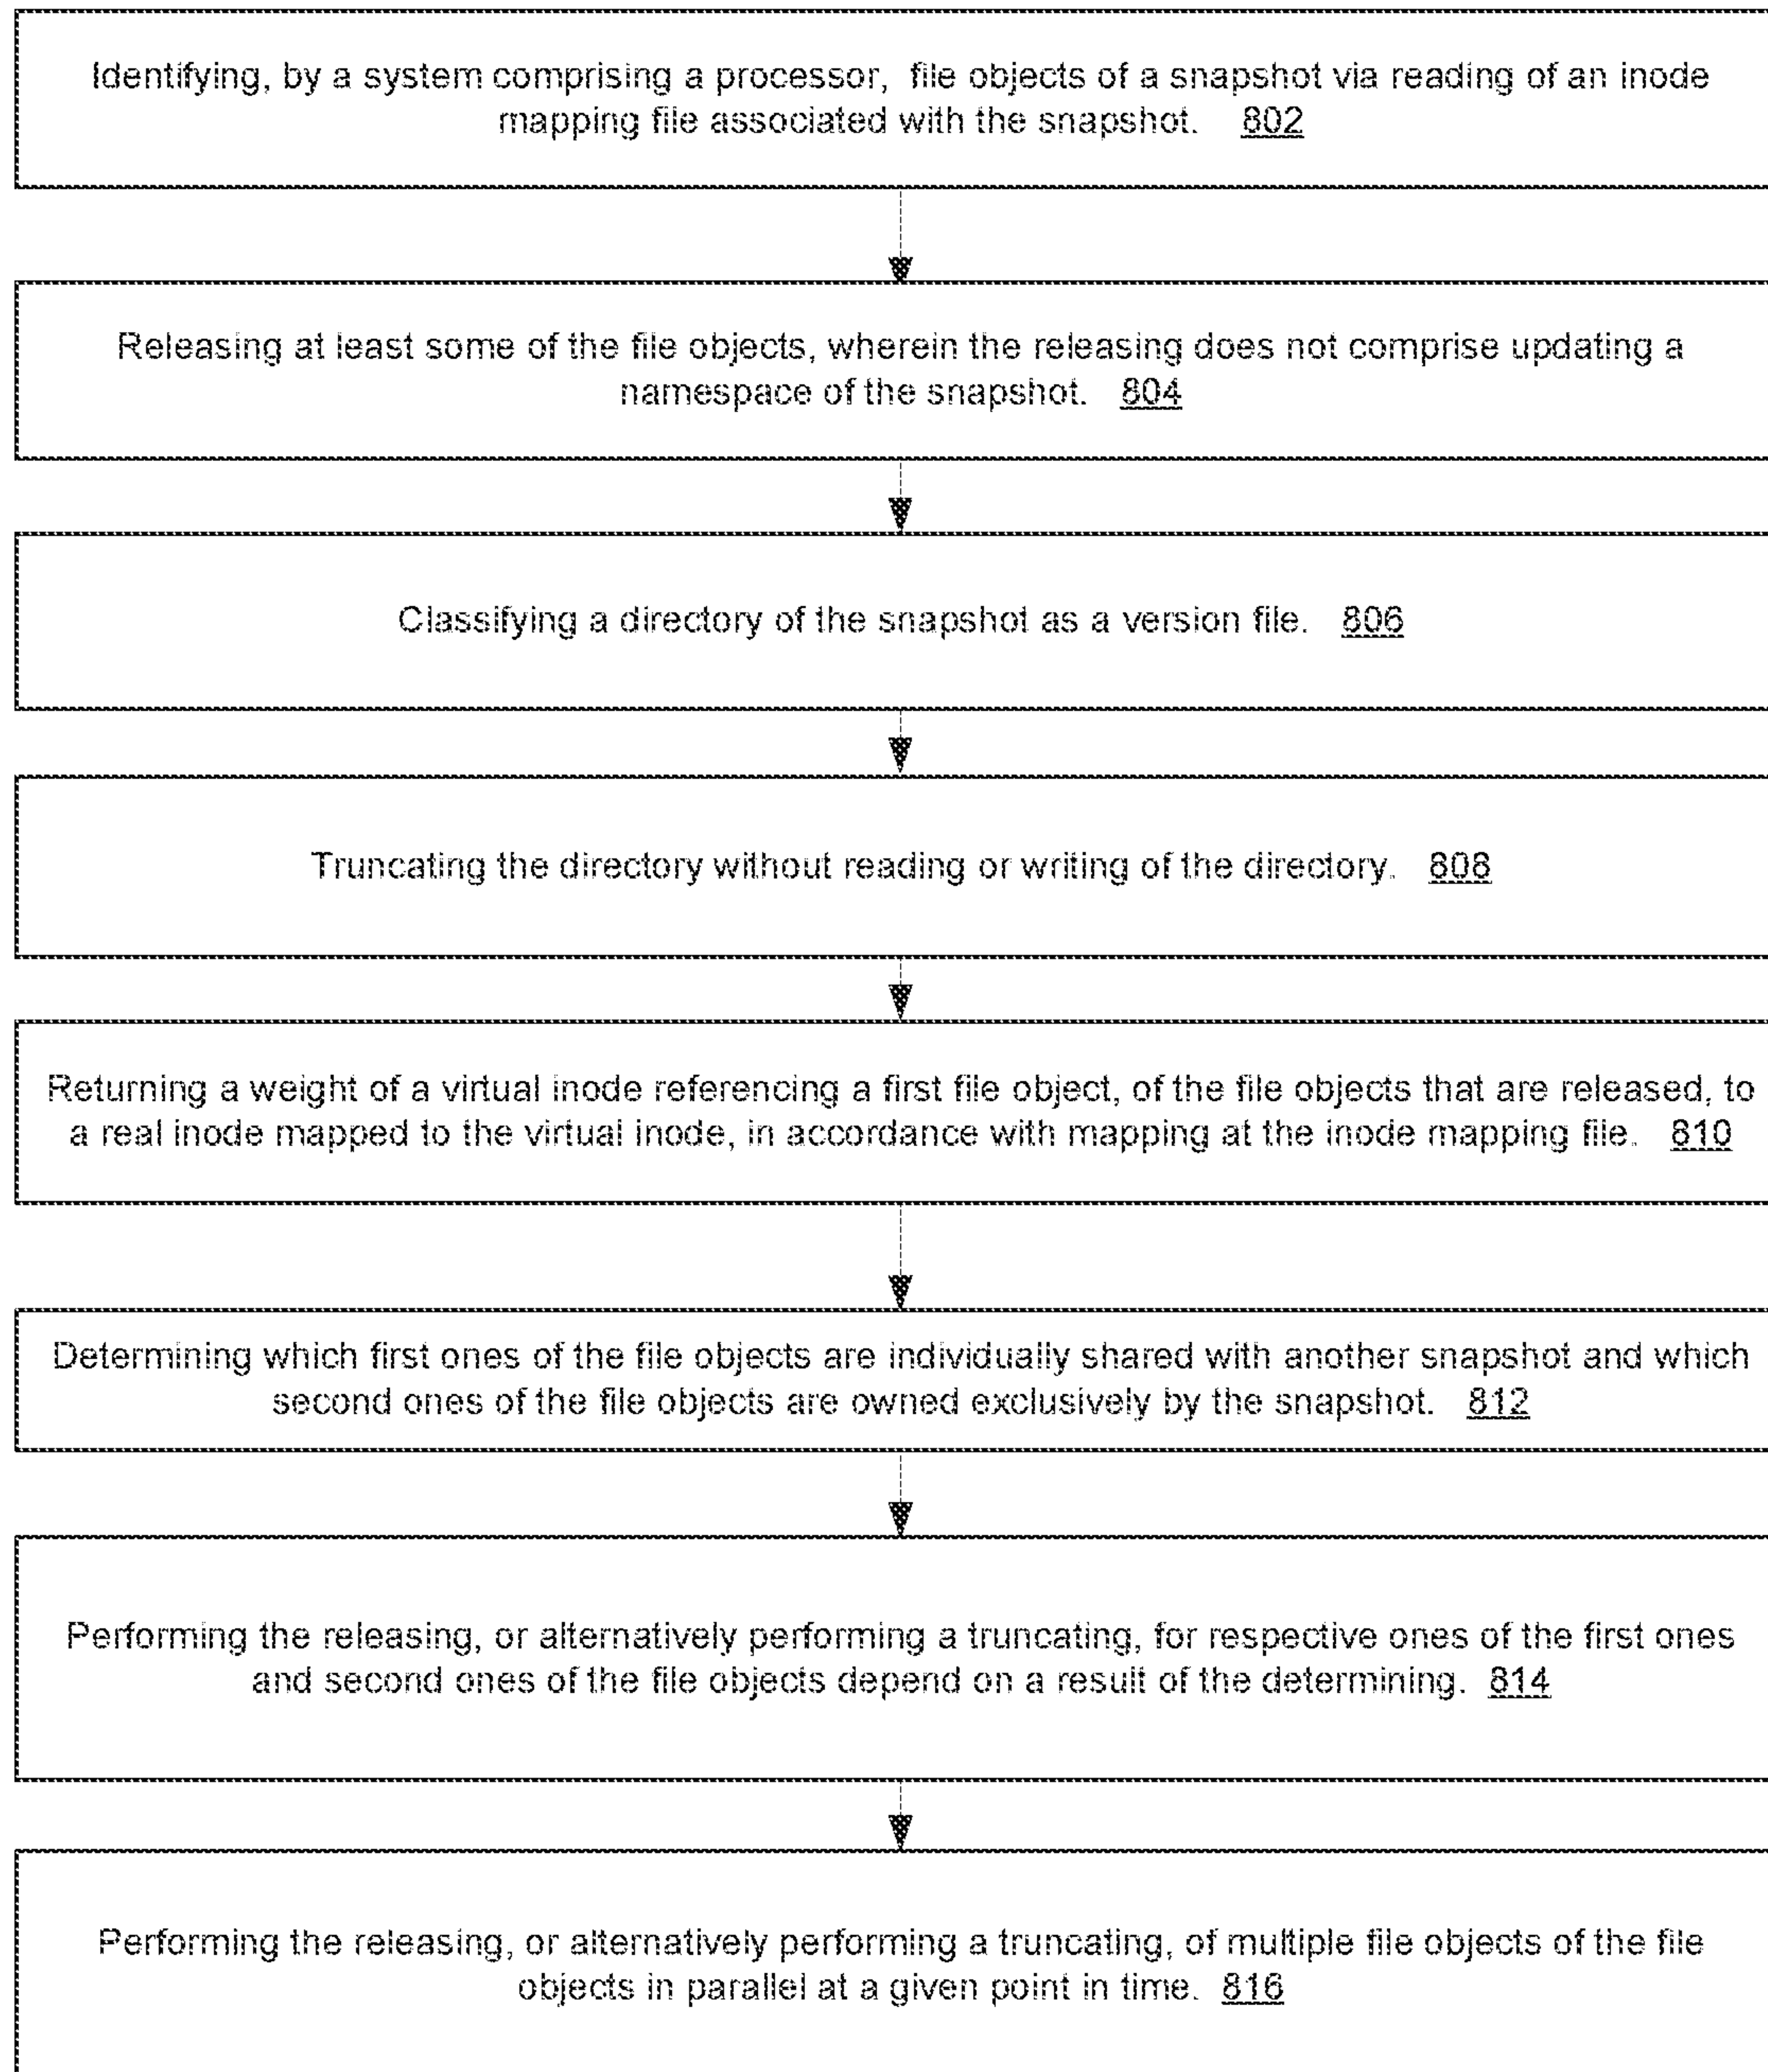 Identifying, by a system comprising a processor, file objects of a snapshot via reading of an inode
mapping file associated with the snapshot. 802
Releasing at least some of the file objects, wherein the releasing does not comprise updating a
namespace of the snapshot. 804
Classifying a directory of the snapshot as a version file. 806
Truncating the directory without reading or writing of the directory. 808
Returning a weight of a virtual inode referencing a first file object, of the file objects that are released, to
a real inode mapped to the virtual inode, in accordance with mapping at the inode mapping file. 810
Determining which first ones of the file objects are individually shared with another snapshot and which
second ones of the file objects are owned exclusively by the snapshot. 812
Performing the releasing, or alternatively performing a truncating, for respective ones of the first ones
and second ones of the file objects depend on a result of the determining. 814
Performing the releasing, or alternatively performing a truncating, of multiple file objects of the file
objects in parallel at a given point in time. 816